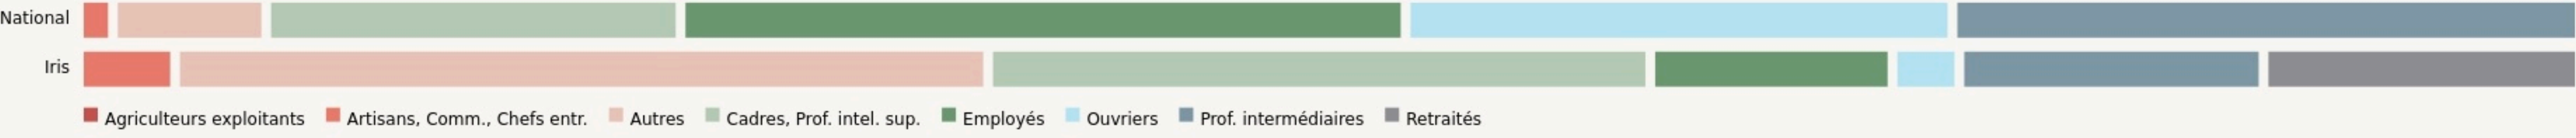 National
Iris
Agriculteurs exploitants Artisans, Comm., Chefs entr. Autres Cadres, Prof. intel. sup. Employés Ouvriers Prof. intermédiaires Retraités